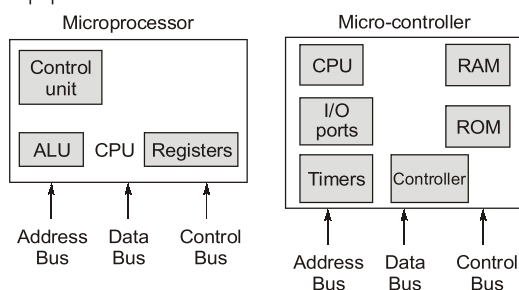 Microprocessor
Control
unit
ALU CPU Registers
Address
Bus
Data
Bus
Control
Bus
Micro-controller
CPU RAM
I/O
ports
ROM
Timers Controller
Address
Bus
Data
Bus
Control
Bus